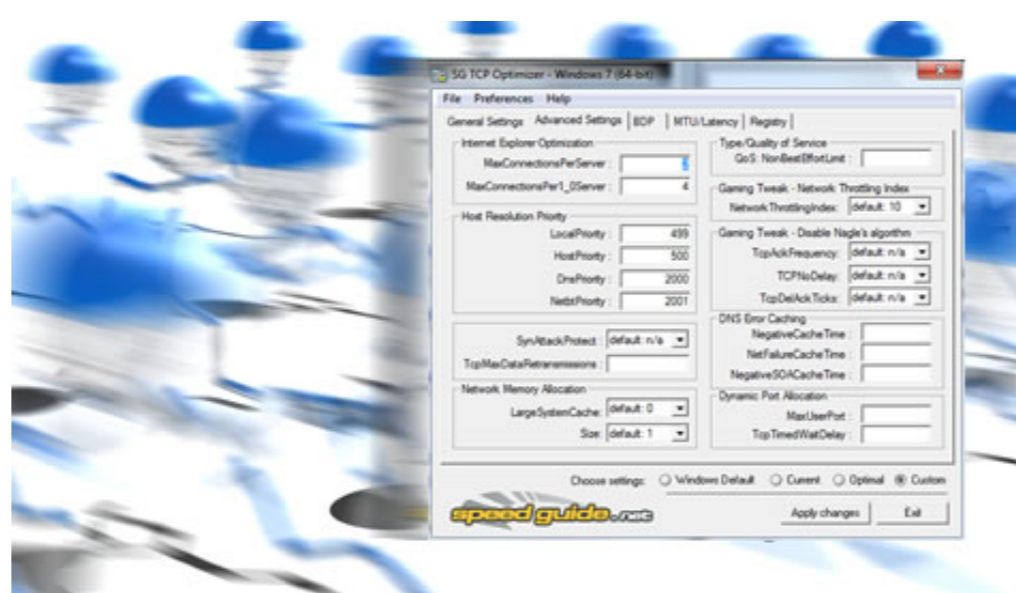 SG TCP Optimizer - Windows 7 (64-bit)
File Preferences Help
General Settings Advanced Settings BDP MTU/Latency Registry
Internet Explorer Optimization
MaxConnectionsPerServer :
MaxConnectionsPer1_0Server : 4
Host Resolution Priority
LocalPriority : 499
HostPriority : 500
DnsPriority : 2000
NetbtPriority : 2001
SynAttackProtect : default: n/a
TcpMaxDataRetransmissions :
Network Memory Allocation
LargeSystemCache: default: 0
Size: default: 1
Type/Quality of Service
QoS: NonBestEffortLimit :
Gaming Tweak - Network Throttling Index
NetworkThrottlingIndex: default: 10
Gaming Tweak - Disable Nagle's algorithm
TcpAckFrequency: default: n/a
TCPNoDelay: default: n/a
TcpDelAckTicks: default: n/a
DNS Error Caching
NegativeCacheTime :
NetFailureCacheTime :
NegativeSOACacheTime :
Dynamic Port Allocation
MaxUserPort :
TcpTimedWaitDelay :
Choose settings: Windows Default Current Optimal Custom
speed guide.net
Apply changes Exit